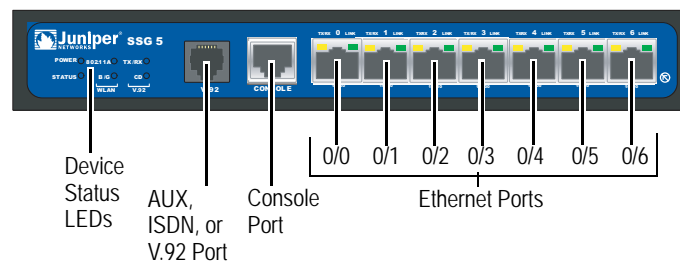 Juniper® SSG 5
NETWORKS
TX/RX 0 LINK TX/RX 1 LINK TX/RX 2 LINK TX/RX 3 LINK TX/RX 4 LINK TX/RX 5 LINK TX/RX 6 LINK
POWER 802.11A TX/RX
STATUS B/G CD
WLAN V.92
V.92
CONSOLE
0/0 0/1 0/2 0/3 0/4 0/5 0/6
Device
Status
LEDs
AUX,
ISDN, or
V.92 Port
Console
Port
Ethernet Ports